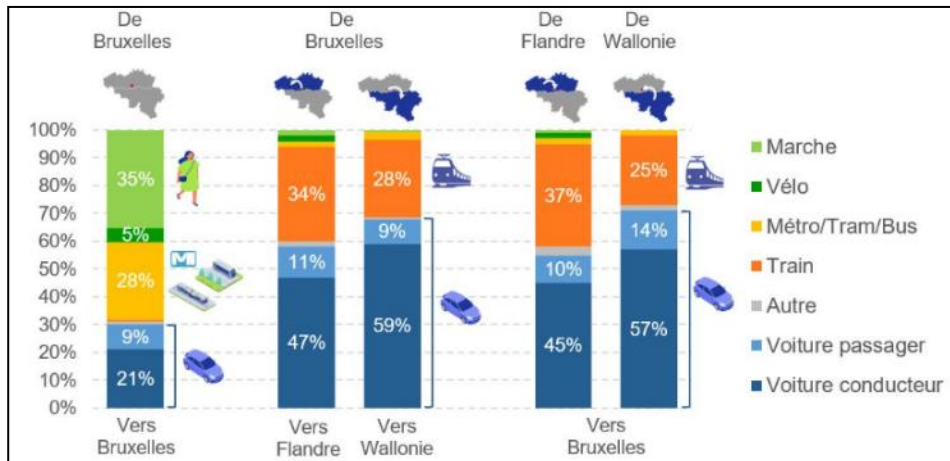 De Bruxelles
De Bruxelles
De Flandre
De Wallonie
100%
90%
80%
70%
60%
50%
40%
30%
20%
10%
0%
35%
5%
28%
9%
21%
34%
11%
47%
28%
9%
59%
37%
10%
45%
25%
14%
57%
M
Marche
Vélo
Métro/Tram/Bus
Train
Autre
Voiture passager
Voiture conducteur
Vers Bruxelles
Vers Flandre
Vers Wallonie
Vers Bruxelles